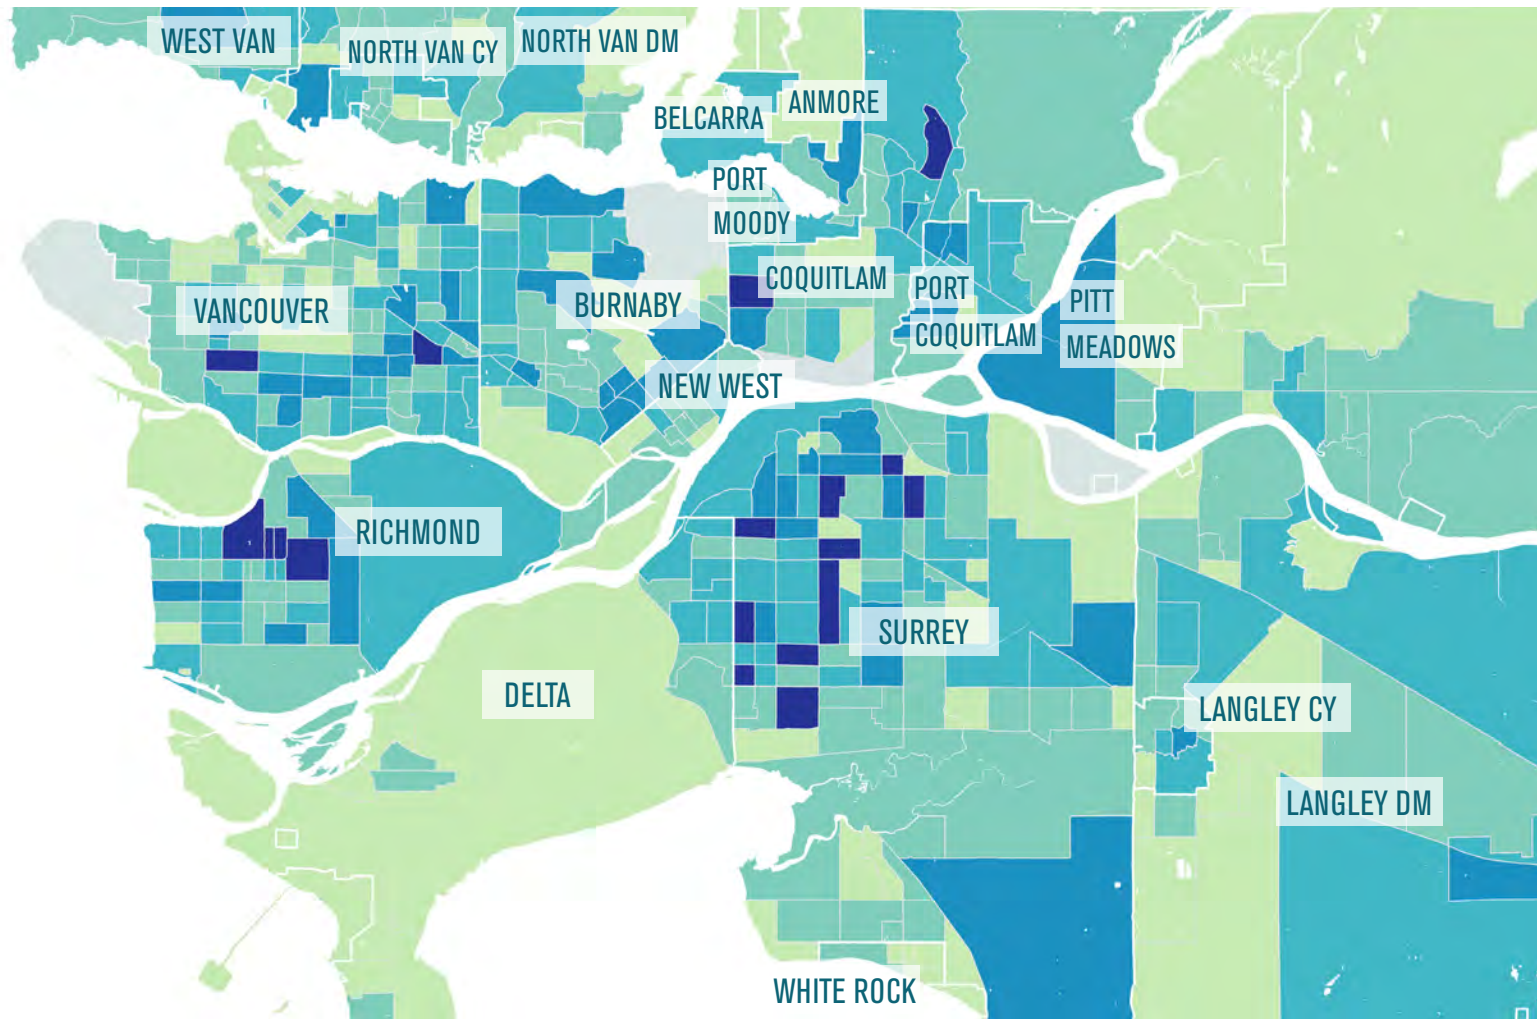 WEST VAN
NORTH VAN CY
NORTH VAN DM
BELCARRA
ANMORE
PORT
MOODY
VANCOUVER
BURNABY
COQUITLAM
PORT
COQUITLAM
PITT
MEADOWS
NEW WEST
RICHMOND
SURREY
DELTA
LANGLEY CY
LANGLEY DM
WHITE ROCK